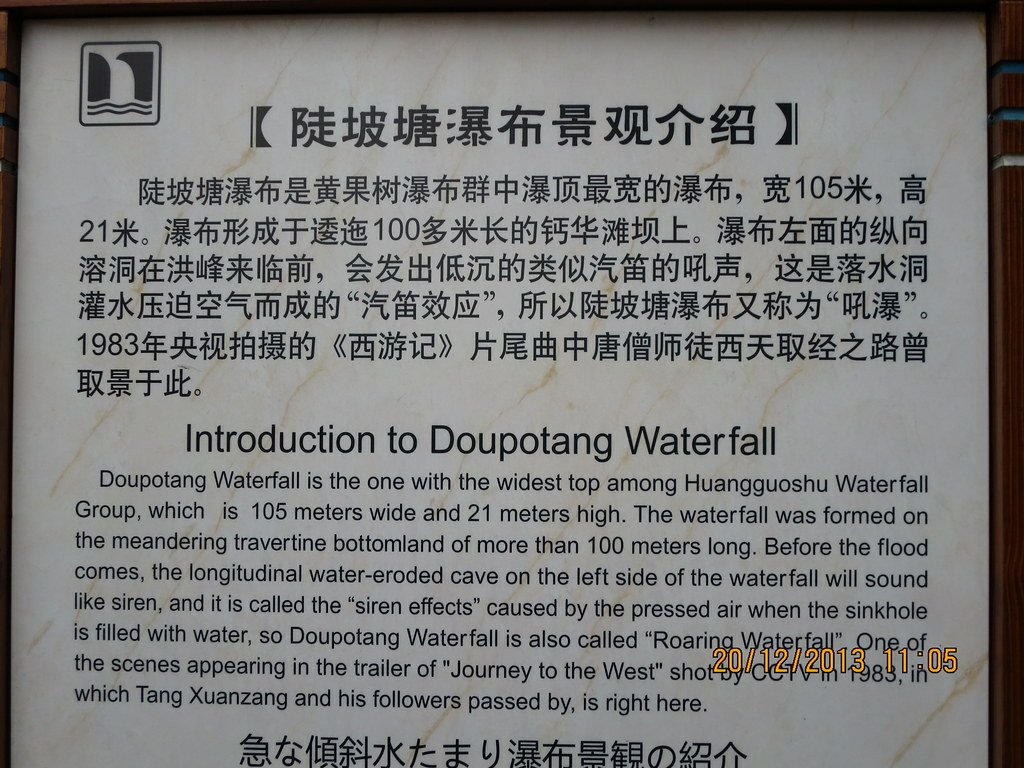 【 陡坡塘瀑布景观介绍 】
陡坡塘瀑布是黄果树瀑布群中瀑顶最宽的瀑布，宽105米，高
21米。瀑布形成于逶迤100多米长的钙华滩坝上。瀑布左面的纵向
溶洞在洪峰来临前，会发出低沉的类似汽笛的吼声，这是落水洞
灌水压迫空气而成的“汽笛效应”，所以陡坡塘瀑布又称为“吼瀑”。
1983年央视拍摄的《西游记》片尾曲中唐僧师徒西天取经之路曾
取景于此。
Introduction to Doupotang Waterfall
Doupotang Waterfall is the one with the widest top among Huangguoshu Waterfall
Group, which is 105 meters wide and 21 meters high. The waterfall was formed on
the meandering travertine bottomland of more than 100 meters long. Before the flood
comes, the longitudinal water-eroded cave on the left side of the waterfall will sound
like siren, and it is called the “siren effects” caused by the pressed air when the sinkhole
is filled with water, so Doupotang Waterfall is also called “Roaring Waterfall”. One of
the scenes appearing in the trailer of "Journey to the West" shot by CCTV in 1983, in
which Tang Xuanzang and his followers passed by, is right here.
急な傾斜水たまり瀑布景観の紹介
20/12/2013 11:05